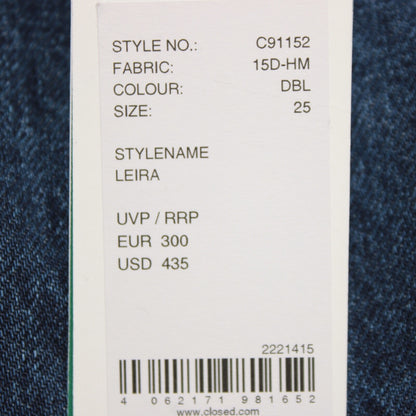 STYLE NO.: C91152
FABRIC: 15D-HM
COLOUR: DBL
SIZE: 25
STYLENAME
LEIRA
UVP / RRP
EUR 300
USD 435
2221415
4 062171 981652
www.closed.com